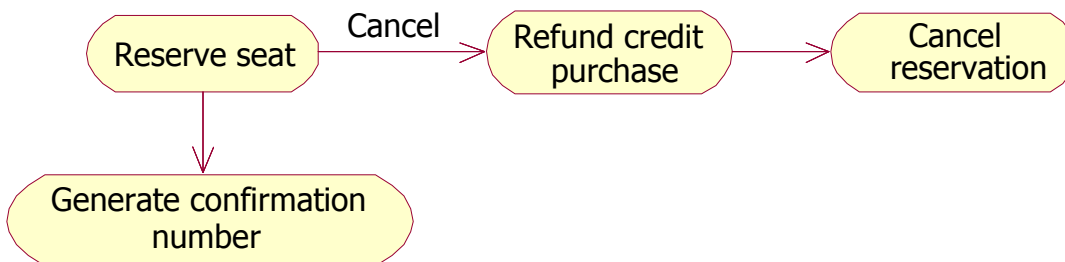 Reserve seat
Cancel
Refund credit
purchase
Cancel
reservation
Generate confirmation
number